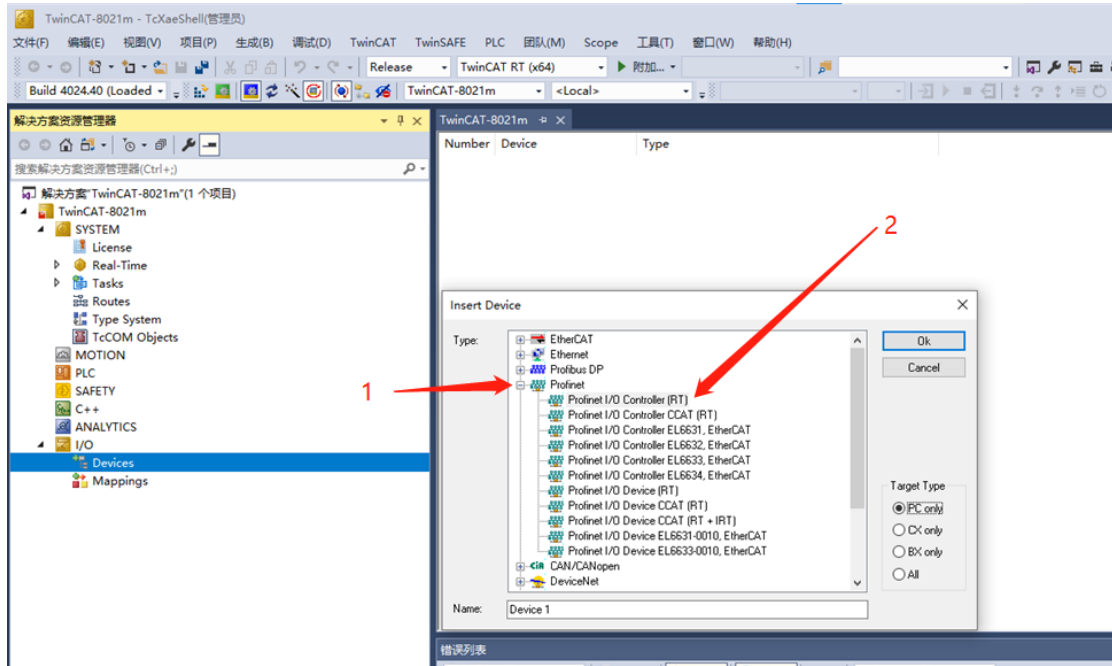 TwinCAT-8021m - TcXaeShell(管理员)
文件(F) 编辑(E) 视图(V) 项目(P) 生成(B) 调试(D) TwinCAT TwinSAFE PLC 团队(M) Scope 工具(T) 窗口(W) 帮助(H)
Release TwinCAT RT (x64) 附加...
Build 4024.40 (Loaded TwinCAT-8021m <Local>
解决方案资源管理器
搜索解决方案资源管理器(Ctrl+;)
解决方案"TwinCAT-8021m"(1 个项目)
TwinCAT-8021m
SYSTEM
License
Real-Time
Tasks
Routes
Type System
TcCOM Objects
MOTION
PLC
SAFETY
C++
ANALYTICS
I/O
Devices
Mappings
TwinCAT-8021m
Number Device Type
1
2
Insert Device
Type:
EtherCAT
Ethernet
Profibus DP
Profinet
Profinet I/O Controller (RT)
Profinet I/O Controller CCAT (RT)
Profinet I/O Controller EL6631, EtherCAT
Profinet I/O Controller EL6632, EtherCAT
Profinet I/O Controller EL6633, EtherCAT
Profinet I/O Controller EL6634, EtherCAT
Profinet I/O Device (RT)
Profinet I/O Device CCAT (RT)
Profinet I/O Device CCAT (RT + IRT)
Profinet I/O Device EL6631-0010, EtherCAT
Profinet I/O Device EL6633-0010, EtherCAT
CAN/CANopen
DeviceNet
Ok
Cancel
Target Type
PC only
CX only
BX only
All
Name: Device 1
错误列表